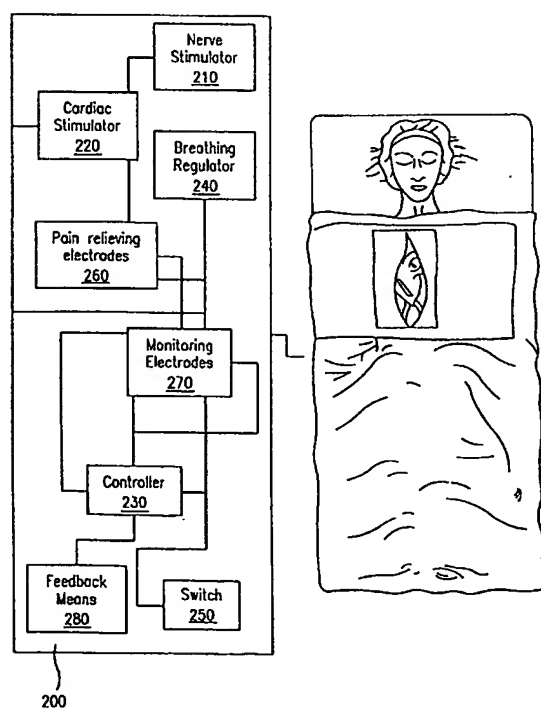 Nerve
Stimulator
210
Cardiac
Stimulator
220
Breathing
Regulator
240
Pain relieving
electrodes
260
Monitoring
Electrodes
270
Controller
230
Feedback
Means
280
Switch
250
200